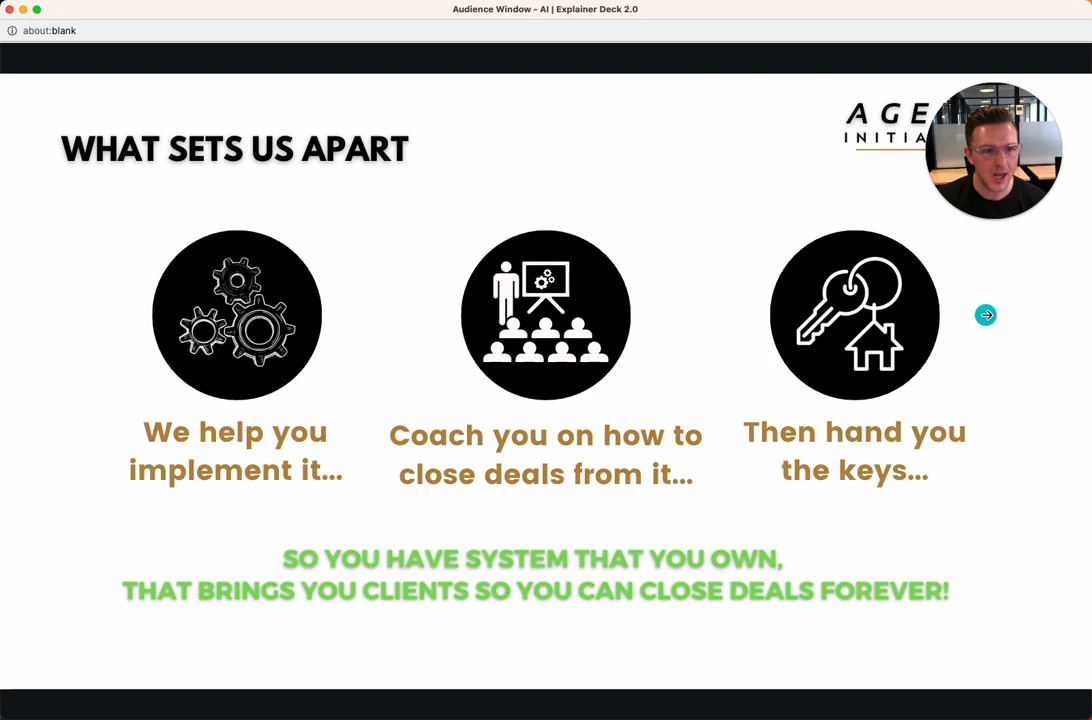 Audience Window - AI | Explainer Deck 2.0
about:blank
WHAT SETS US APART
AGE
INITIA
We help you
implement it...
Coach you on how to
close deals from it...
Then hand you
the keys...
SO YOU HAVE SYSTEM THAT YOU OWN,
THAT BRINGS YOU CLIENTS SO YOU CAN CLOSE DEALS FOREVER!